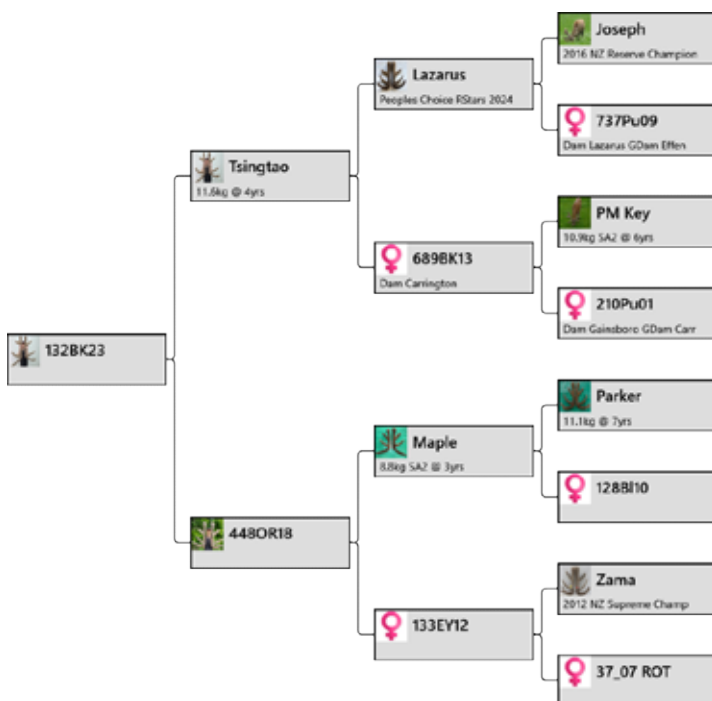 Joseph
2016 NZ Reserve Champion
Lazarus
Peoples Choice RStars 2024
737Pu09
Dam Lazarus GDam Effen
Tsingtao
11.6kg @ 4yrs
PM Key
10.9kg SA2 @ 6yrs
689BK13
Dam Carrington
210Pu01
Dam Gainsboro GDam Carr
132BK23
Parker
11.1kg @ 7yrs
Maple
8.8kg SA2 @ 3yrs
128Bl10
448OR18
Zama
2012 NZ Supreme Champ
133EY12
37_07 ROT